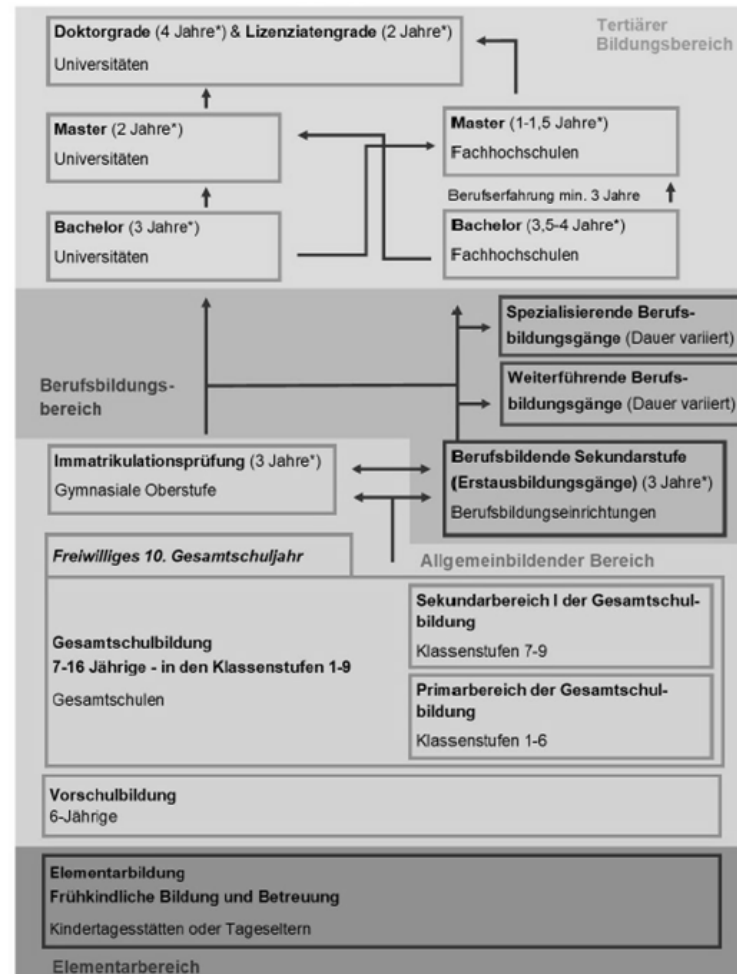 Tertiärer
Bildungsbereich
Doktorgrade (4 Jahre*) & Lizenziatengrade (2 Jahre*)
Universitäten
Master (2 Jahre*)
Universitäten
Master (1-1,5 Jahre*)
Fachhochschulen
Berufserfahrung min. 3 Jahre
Bachelor (3 Jahre*)
Universitäten
Bachelor (3,5-4 Jahre*)
Fachhochschulen
Spezialisierende Berufs-
bildungsgänge (Dauer variiert)
Weiterführende Berufs-
bildungsgänge (Dauer variiert)
Berufsbildungs-
bereich
Immatrikulationsprüfung (3 Jahre*)
Gymnasiale Oberstufe
Berufsbildende Sekundarstufe
(Erstausbildungsgänge) (3 Jahre*)
Berufsbildungseinrichtungen
Freiwilliges 10. Gesamtschuljahr
Allgemeinbildender Bereich
Gesamtschulbildung
7-16 Jährige - in den Klassenstufen 1-9
Gesamtschulen
Sekundarbereich I der Gesamtschul-
bildung
Klassenstufen 7-9
Primarbereich der Gesamtschul-
bildung
Klassenstufen 1-6
Vorschulbildung
6-Jährige
Elementarbildung
Frühkindliche Bildung und Betreuung
Kindertagesstätten oder Tageseltern
Elementarbereich